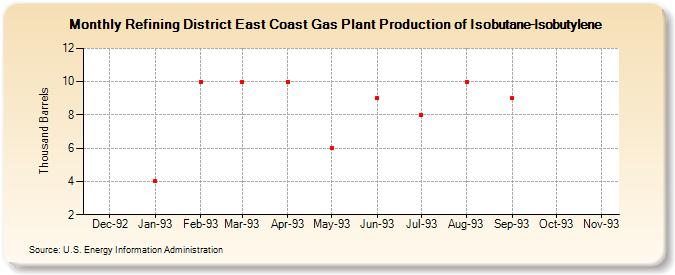 Monthly Refining District East Coast Gas Plant Production of Isobutane-Isobutylene
Thousand Barrels
12
10
8
6
4
2
Dec-92 Jan-93 Feb-93 Mar-93 Apr-93 May-93 Jun-93 Jul-93 Aug-93 Sep-93 Oct-93 Nov-93
Source: U.S. Energy Information Administration